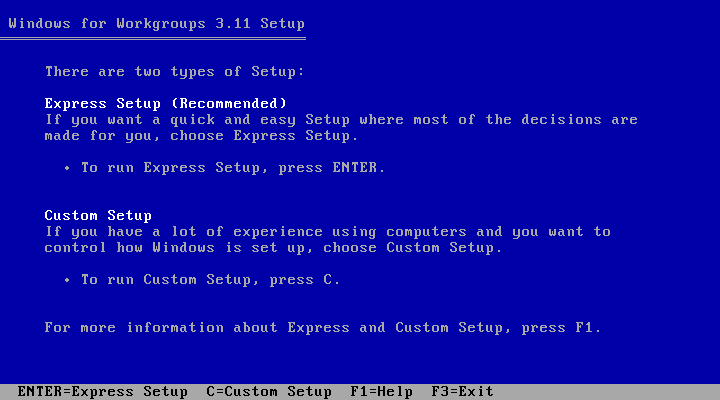 Windows for Workgroups 3.11 Setup
There are two types of Setup:
Express Setup (Recommended)
If you want a quick and easy Setup where most of the decisions are
made for you, choose Express Setup.
• To run Express Setup, press ENTER.
Custom Setup
If you have a lot of experience using computers and you want to
control how Windows is set up, choose Custom Setup.
• To run Custom Setup, press C.
For more information about Express and Custom Setup, press F1.
ENTER=Express Setup  C=Custom Setup  F1=Help  F3=Exit